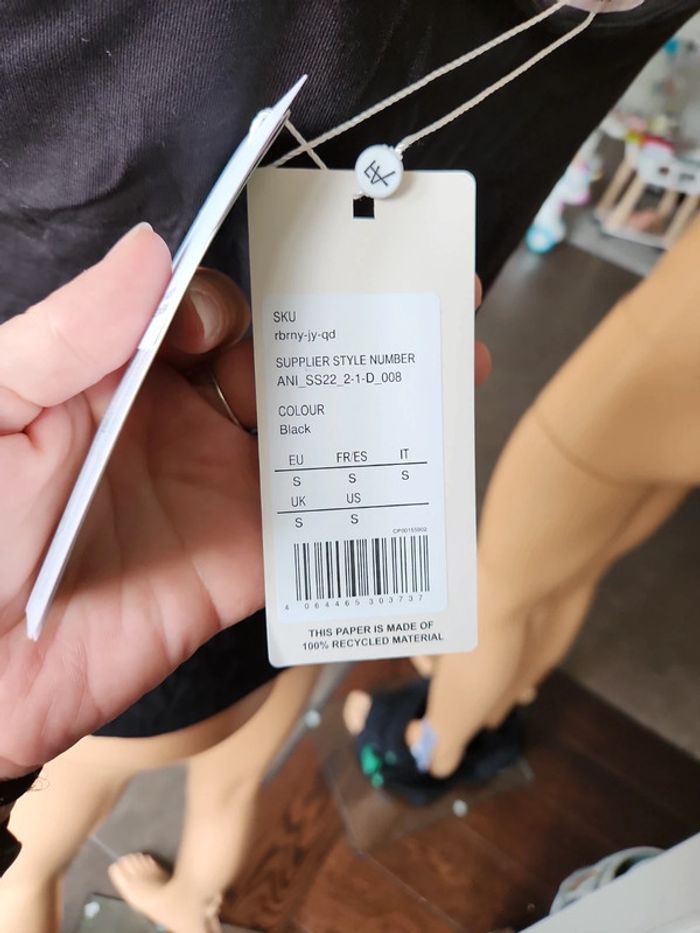 SKU
rbrny-jy-qd
SUPPLIER STYLE NUMBER
ANI_SS22_2-1-D_008
COLOUR
Black
EU FR/ES IT
S S S
UK US
S S
CP00155902
4 064465 303737
THIS PAPER IS MADE OF
100% RECYCLED MATERIAL